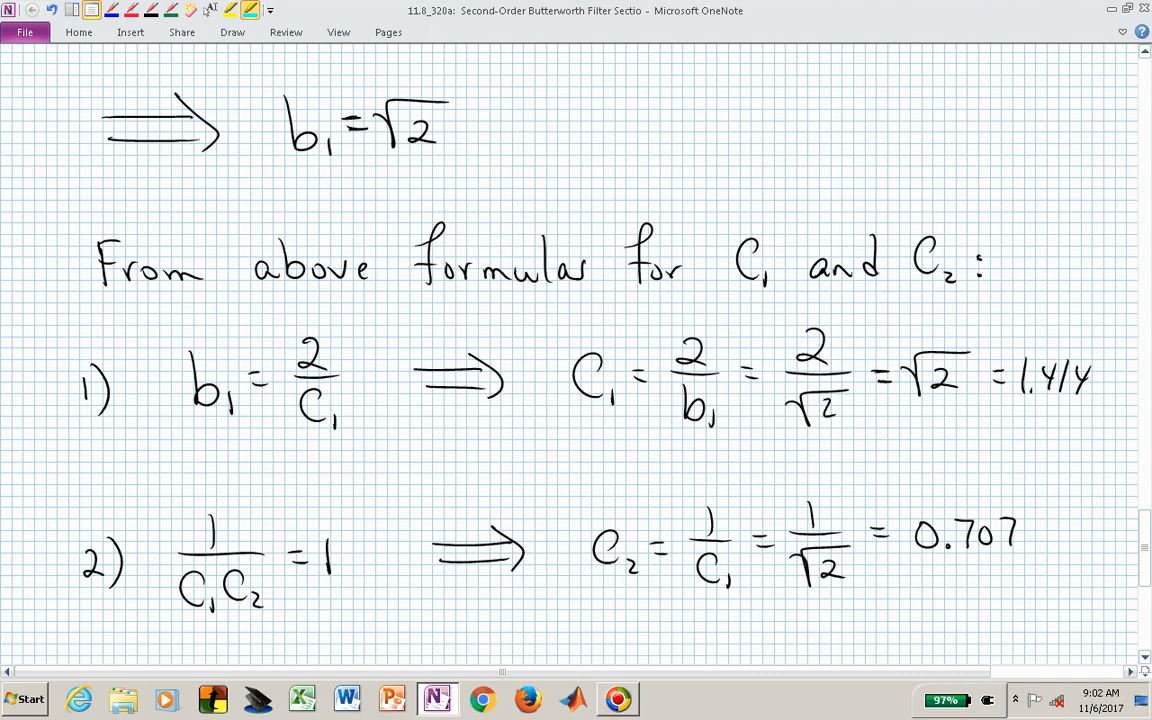 11.8_320a: Second-Order Butterworth Filter Sectio - Microsoft OneNote
File Home Insert Share Draw Review View Pages
⟹ b₁ = √2
From above formulas for C₁ and C₂:
1) b₁ = 2/C₁ ⟹ C₁ = 2/b₁ = 2/√2 = √2 = 1.414
2) 1/(C₁C₂) = 1 ⟹ C₂ = 1/C₁ = 1/√2 = 0.707
Start
97%
9:02 AM
11/6/2017